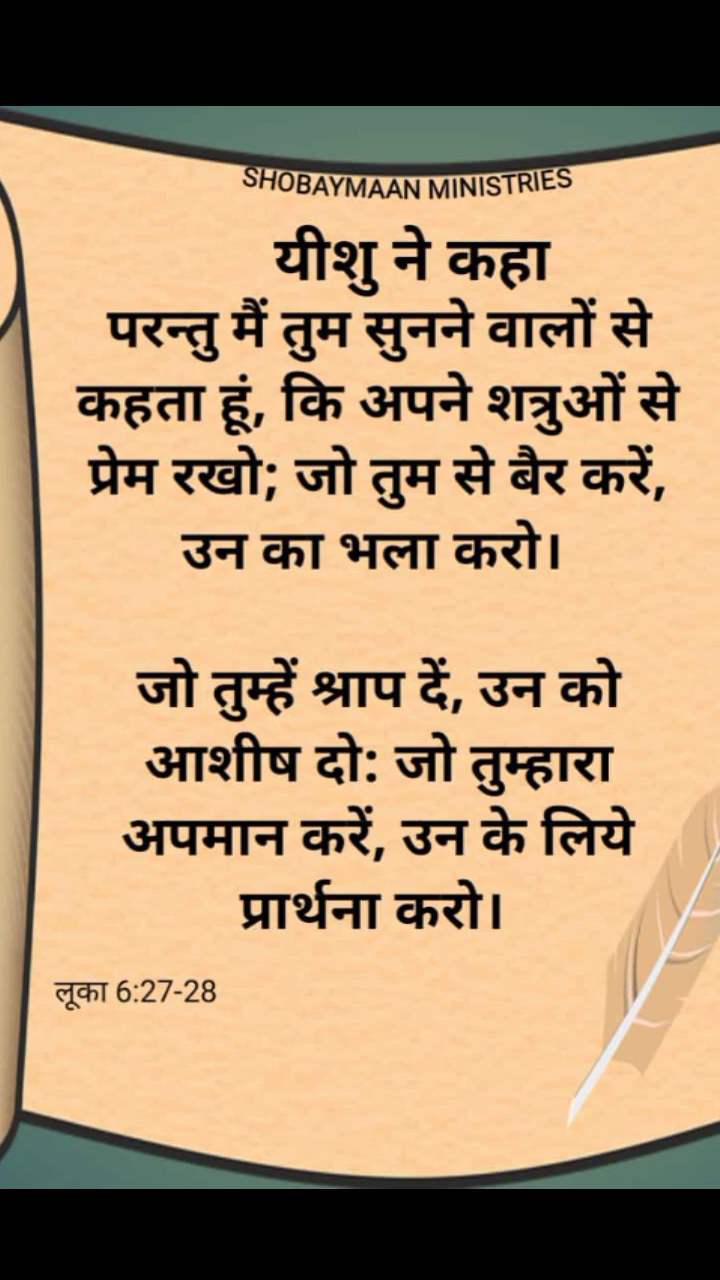 SHOBAYMAAN MINISTRIES
यीशु ने कहा
परन्तु मैं तुम सुनने वालों से
कहता हूं, कि अपने शत्रुओं से
प्रेम रखो; जो तुम से बैर करें,
उन का भला करो।
जो तुम्हें श्राप दें, उन को
आशीष दो: जो तुम्हारा
अपमान करें, उन के लिये
प्रार्थना करो।
लूका 6:27-28